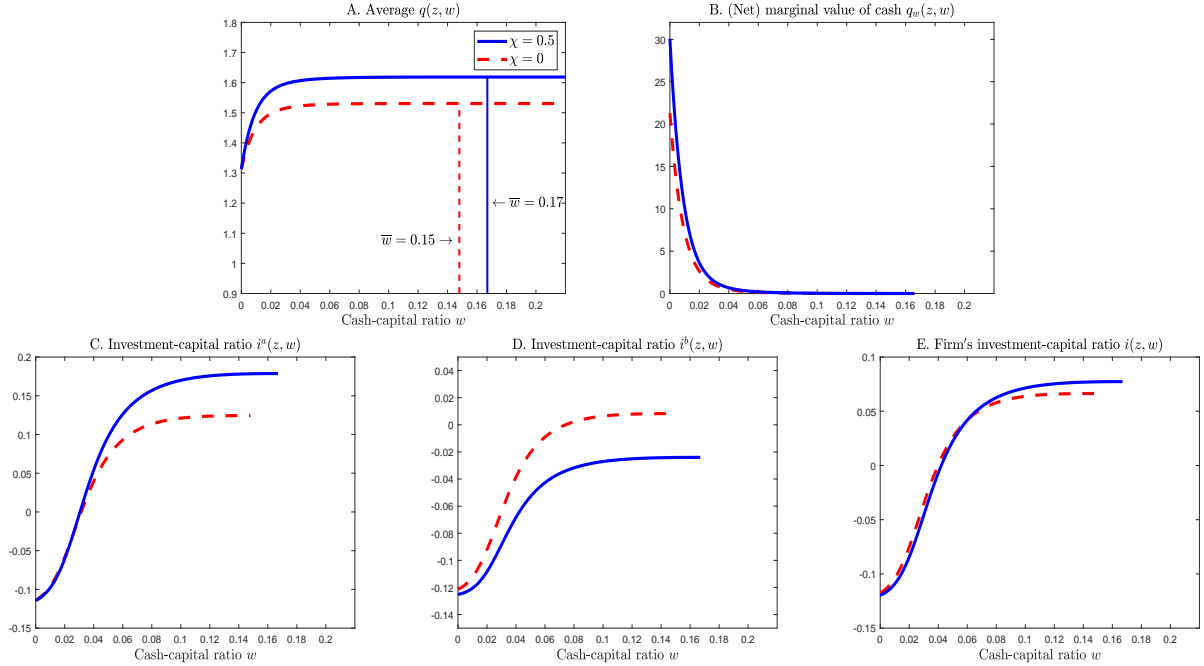 A. Average q(z, w)
1.8
1.7
1.6
1.5
1.4
1.3
1.2
1.1
1
0.9
χ = 0.5
χ = 0
← w̅ = 0.17
w̅ = 0.15 →
0 0.02 0.04 0.06 0.08 0.1 0.12 0.14 0.16 0.18 0.2
Cash-capital ratio w
B. (Net) marginal value of cash q_w(z, w)
30
25
20
15
10
5
0
0 0.02 0.04 0.06 0.08 0.1 0.12 0.14 0.16 0.18 0.2
Cash-capital ratio w
C. Investment-capital ratio i^a(z, w)
0.2
0.15
0.1
0.05
0
-0.05
-0.1
-0.15
0 0.02 0.04 0.06 0.08 0.1 0.12 0.14 0.16 0.18 0.2
Cash-capital ratio w
D. Investment-capital ratio i^b(z, w)
0.04
0.02
0
-0.02
-0.04
-0.06
-0.08
-0.1
-0.12
-0.14
0 0.02 0.04 0.06 0.08 0.1 0.12 0.14 0.16 0.18 0.2
Cash-capital ratio w
E. Firm's investment-capital ratio i(z, w)
0.1
0.05
0
-0.05
-0.1
-0.15
0 0.02 0.04 0.06 0.08 0.1 0.12 0.14 0.16 0.18 0.2
Cash-capital ratio w